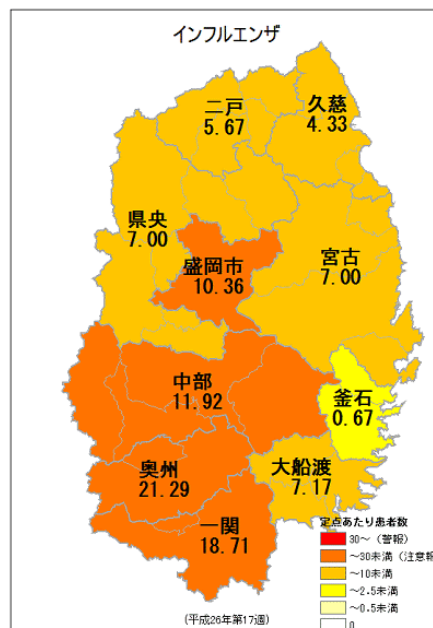 インフルエンザ
二戸
5.67
久慈
4.33
県央
7.00
盛岡市
10.36
宮古
7.00
中部
11.92
釜石
0.67
奥州
21.29
大船渡
7.17
一関
18.71
定点あたり患者数
30～（警報）
～30未満（注意報
～10未満
～2.5未満
～0.5未満
0
(平成26年第17週)